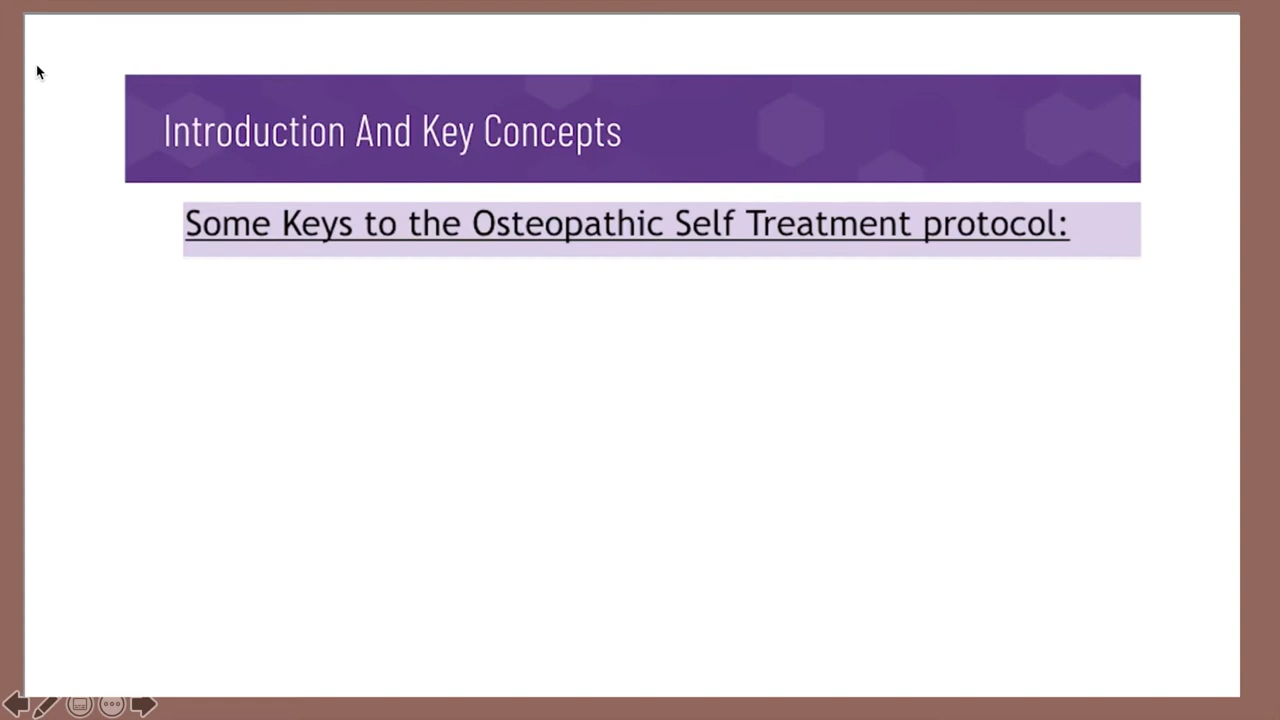 Introduction And Key Concepts
Some Keys to the Osteopathic Self Treatment protocol: